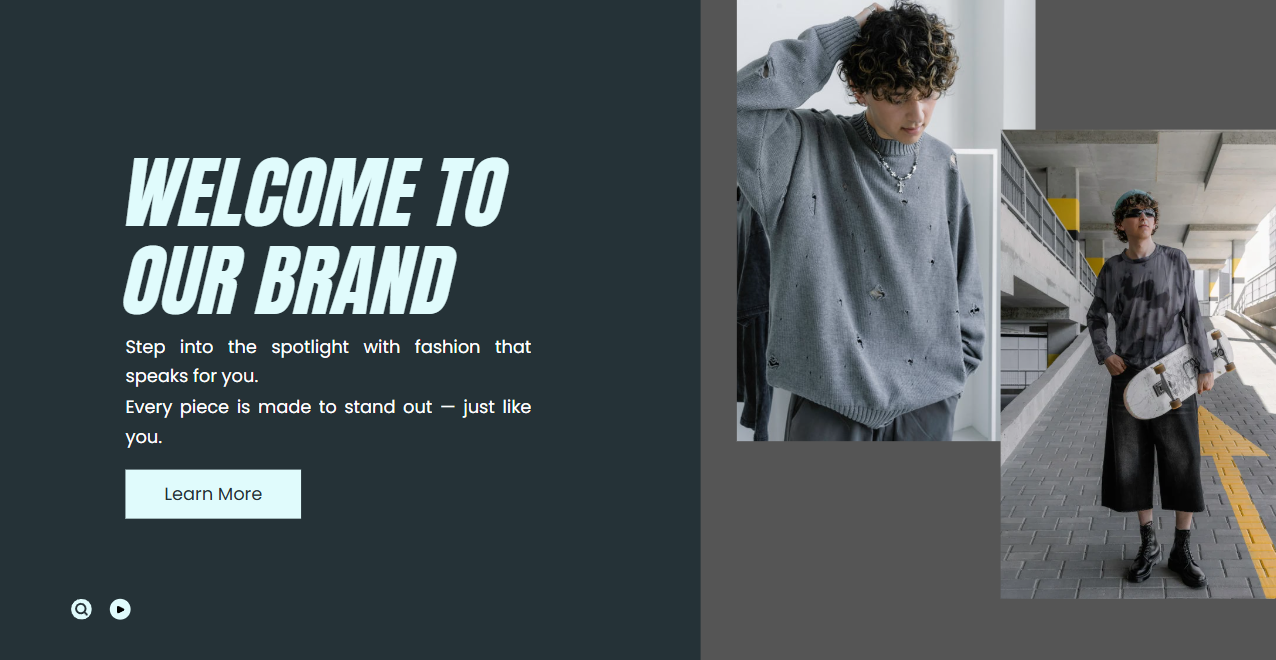 WELCOME TO
OUR BRAND
Step into the spotlight with fashion that
speaks for you.
Every piece is made to stand out — just like
you.
Learn More